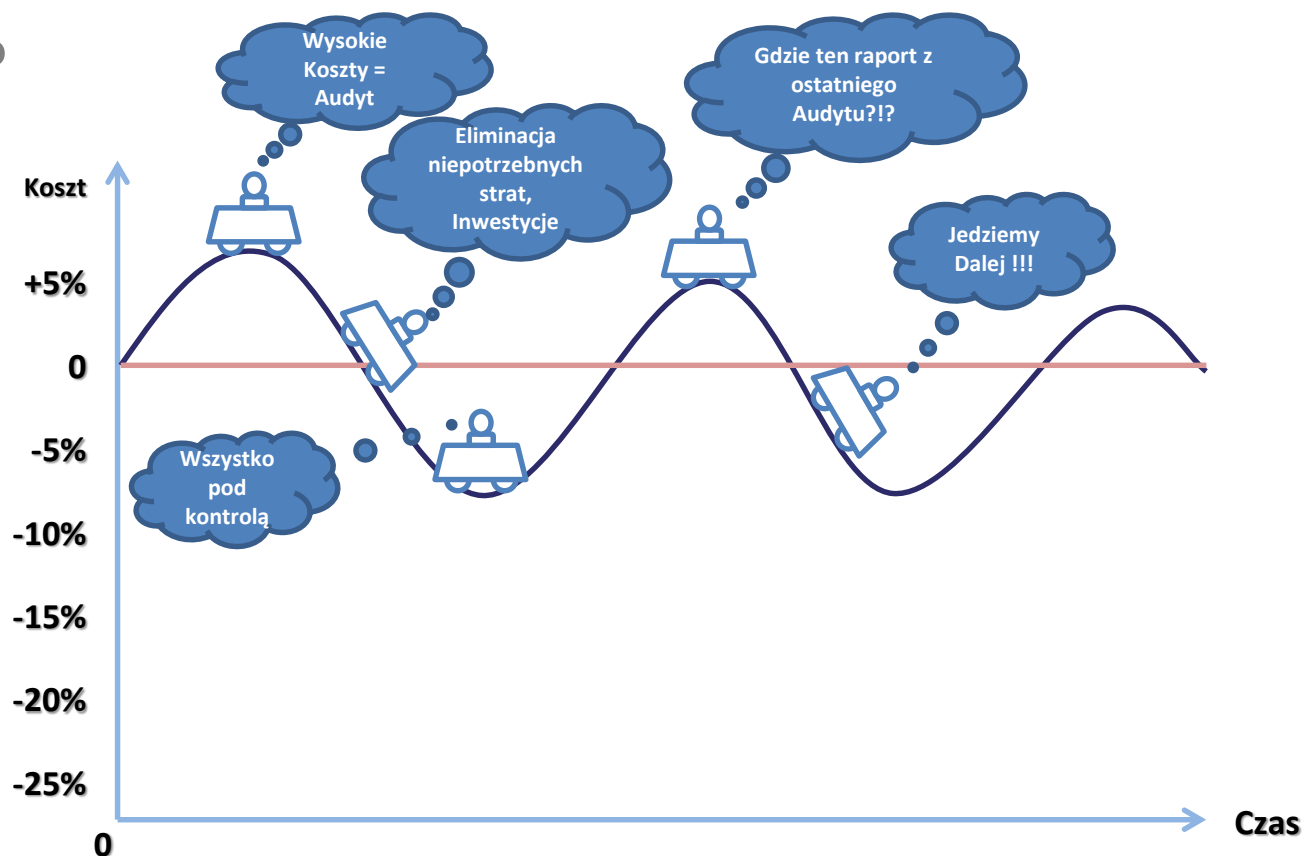 Wysokie
Koszty =
Audyt
Gdzie ten raport z
ostatniego
Audytu?!?
Eliminacja
niepotrzebnych
strat,
Inwestycje
Jedziemy
Dalej !!!
Wszystko
pod
kontrolą
Koszt
+5%
0
-5%
-10%
-15%
-20%
-25%
0
Czas